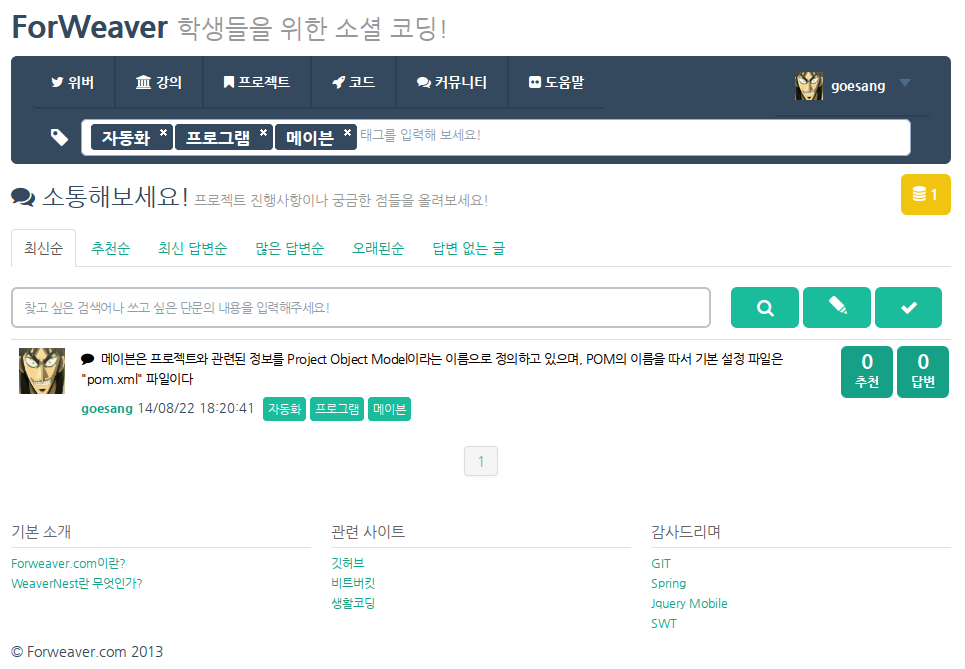 ForWeaver 학생들을 위한 소셜 코딩!
위버 강의 프로젝트 코드 커뮤니티 도움말 goesang
자동화 × 프로그램 × 메이븐 × 태그를 입력해 보세요!
소통해보세요! 프로젝트 진행사항이나 궁금한 점들을 올려보세요! 1
최신순 추천순 최신 답변순 많은 답변순 오래된순 답변 없는 글
찾고 싶은 검색어나 쓰고 싶은 단문의 내용을 입력해주세요!
메이븐은 프로젝트와 관련된 정보를 Project Object Model이라는 이름으로 정의하고 있으며, POM의 이름을 따서 기본 설정 파일은
"pom.xml" 파일이다
0 추천
0 답변
goesang 14/08/22 18:20:41 자동화 프로그램 메이븐
1
기본 소개
Forweaver.com이란?
WeaverNest란 무엇인가?
관련 사이트
깃허브
비트버킷
생활코딩
감사드리며
GIT
Spring
Jquery Mobile
SWT
© Forweaver.com 2013